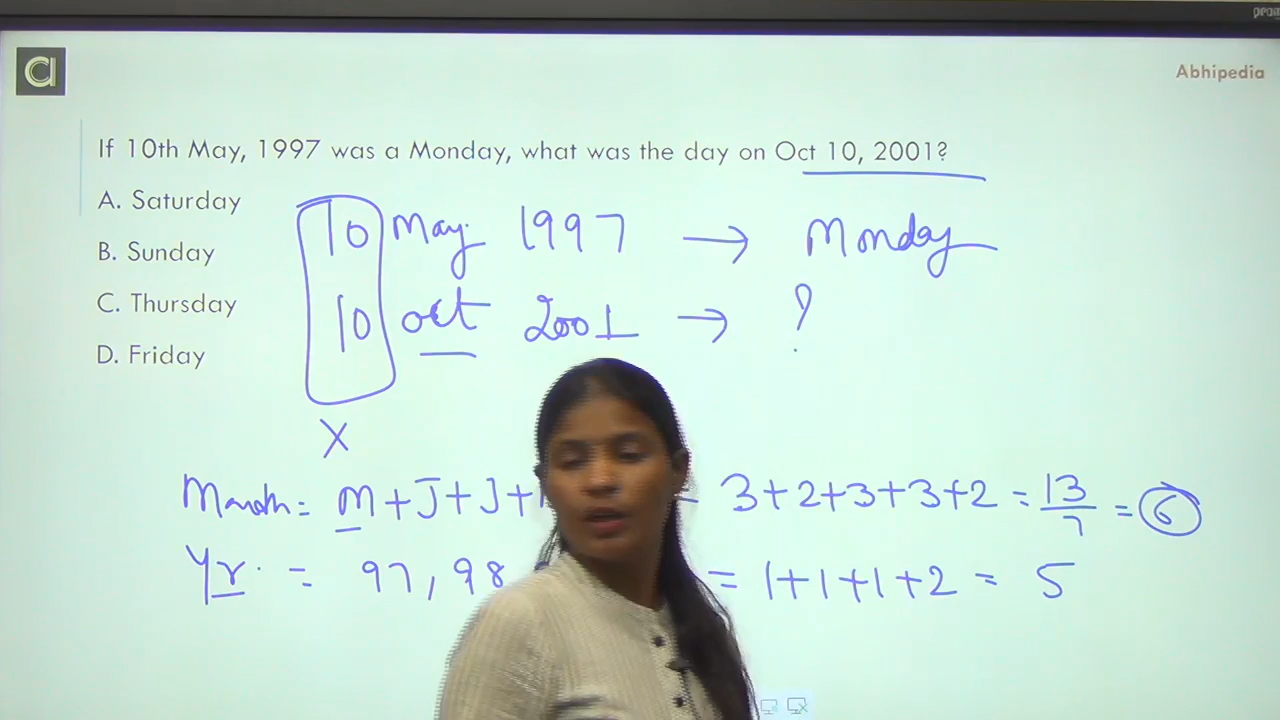 Abhipedia
If 10th May, 1997 was a Monday, what was the day on Oct 10, 2001?
A. Saturday
B. Sunday
C. Thursday
D. Friday
10 May 1997 → Monday
10 oct 2001 → ?
X
Month = M + J + J + 3 + 2 + 3 + 3 + 2 = 13/7 = 6
Yr. = 97, 98 = 1 + 1 + 1 + 2 = 5